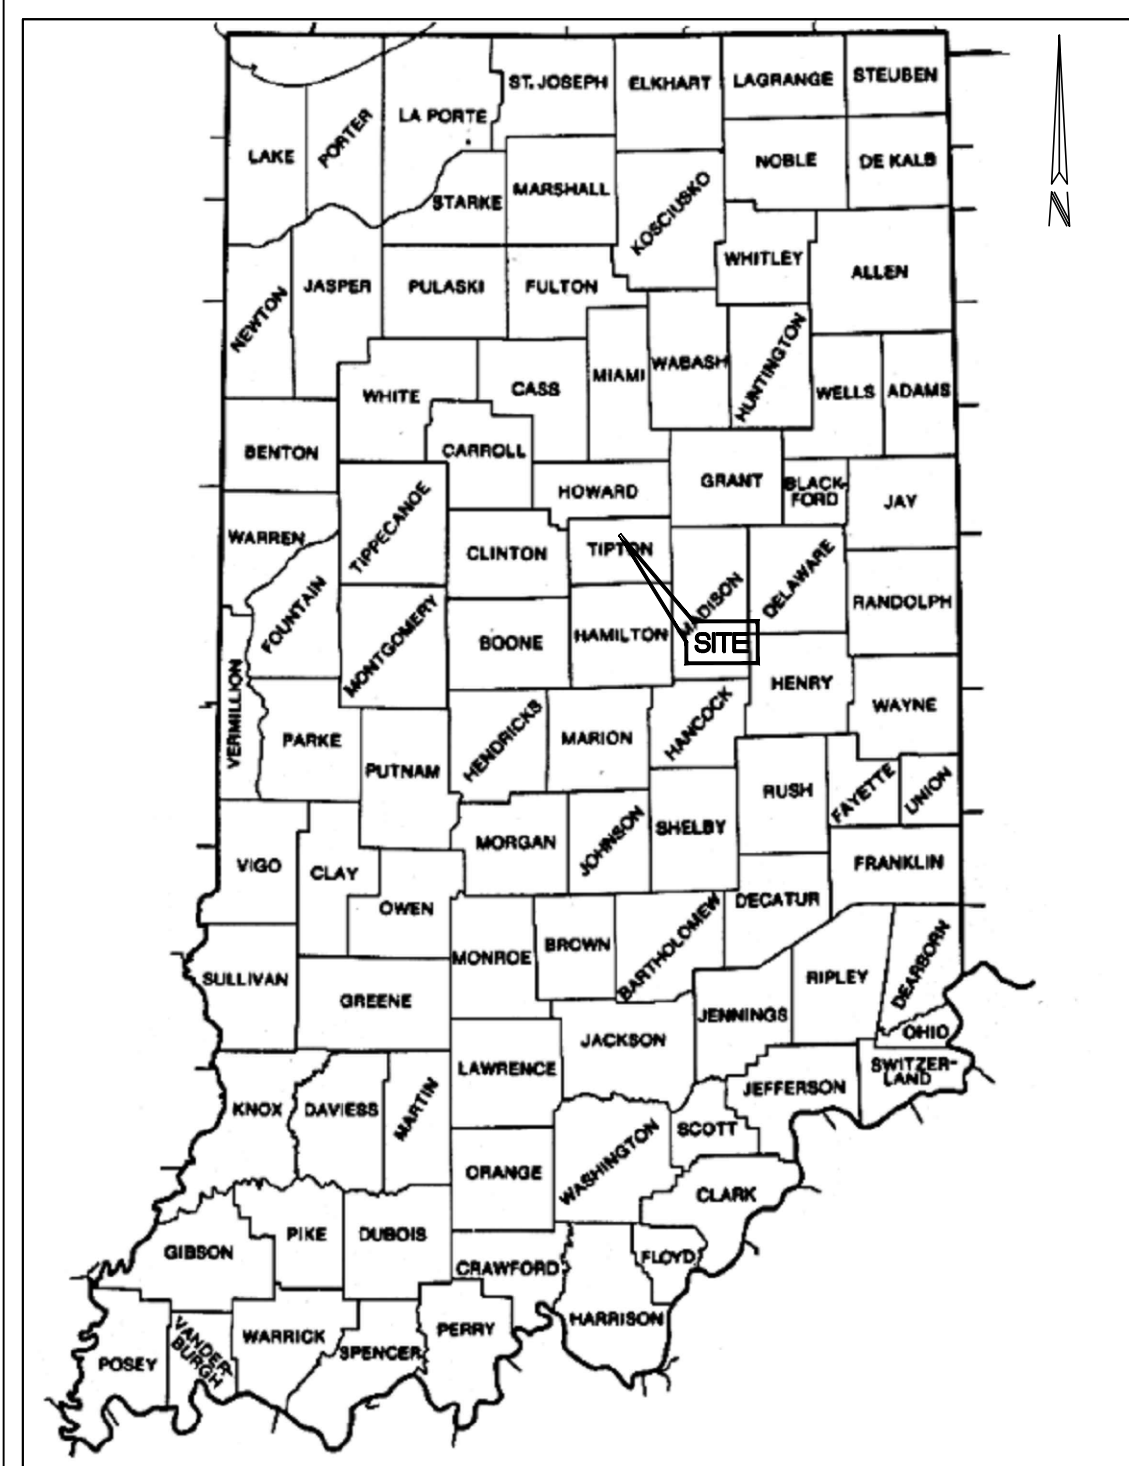 ST. JOSEPH
ELKHART
LAGRANGE
STEUBEN
LA PORTE
LAKE
PORTER
NOBLE
DE KALB
STARKE
MARSHALL
KOSCIUSKO
N
WHITLEY
ALLEN
NEWTON
JASPER
PULASKI
FULTON
WHITE
CASS
MIAMI
WABASH
HUNTINGTON
WELLS
ADAMS
BENTON
CARROLL
HOWARD
GRANT
BLACK-
FORD
JAY
WARREN
TIPPECANOE
CLINTON
TIPTON
MADISON
DELAWARE
RANDOLPH
FOUNTAIN
MONTGOMERY
BOONE
HAMILTON
SITE
HENRY
WAYNE
VERMILLION
PARKE
PUTNAM
HENDRICKS
MARION
HANCOCK
RUSH
FAYETTE
UNION
VIGO
CLAY
MORGAN
JOHNSON
SHELBY
FRANKLIN
OWEN
DECATUR
SULLIVAN
GREENE
MONROE
BROWN
BARTHOLOMEW
RIPLEY
DEARBORN
JENNINGS
OHIO
JACKSON
LAWRENCE
SWITZER-
LAND
JEFFERSON
KNOX
DAVIESS
MARTIN
SCOTT
ORANGE
WASHINGTON
CLARK
GIBSON
PIKE
DUBOIS
CRAWFORD
FLOYD
HARRISON
POSEY
VANDER-
BURGH
WARRICK
SPENCER
PERRY